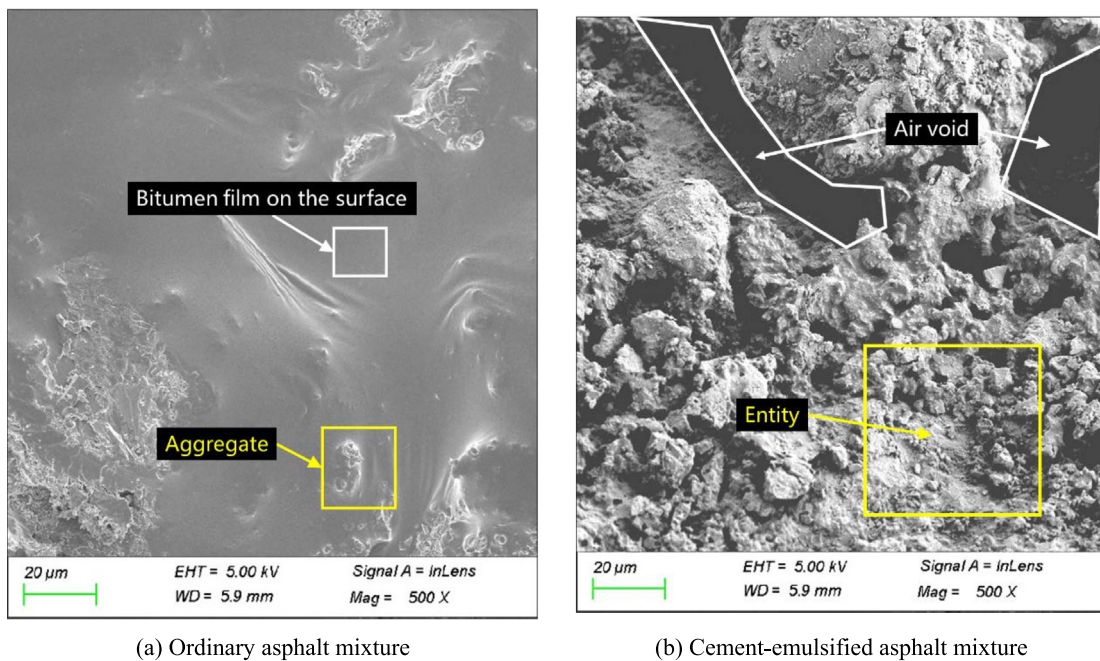 Bitumen film on the surface
Aggregate
20 µm
EHT = 5.00 kV
Signal A = InLens
WD = 5.9 mm
Mag = 500 X
(a) Ordinary asphalt mixture
Air void
Entity
20 µm
EHT = 5.00 kV
Signal A = InLens
WD = 5.9 mm
Mag = 500 X
(b) Cement-emulsified asphalt mixture